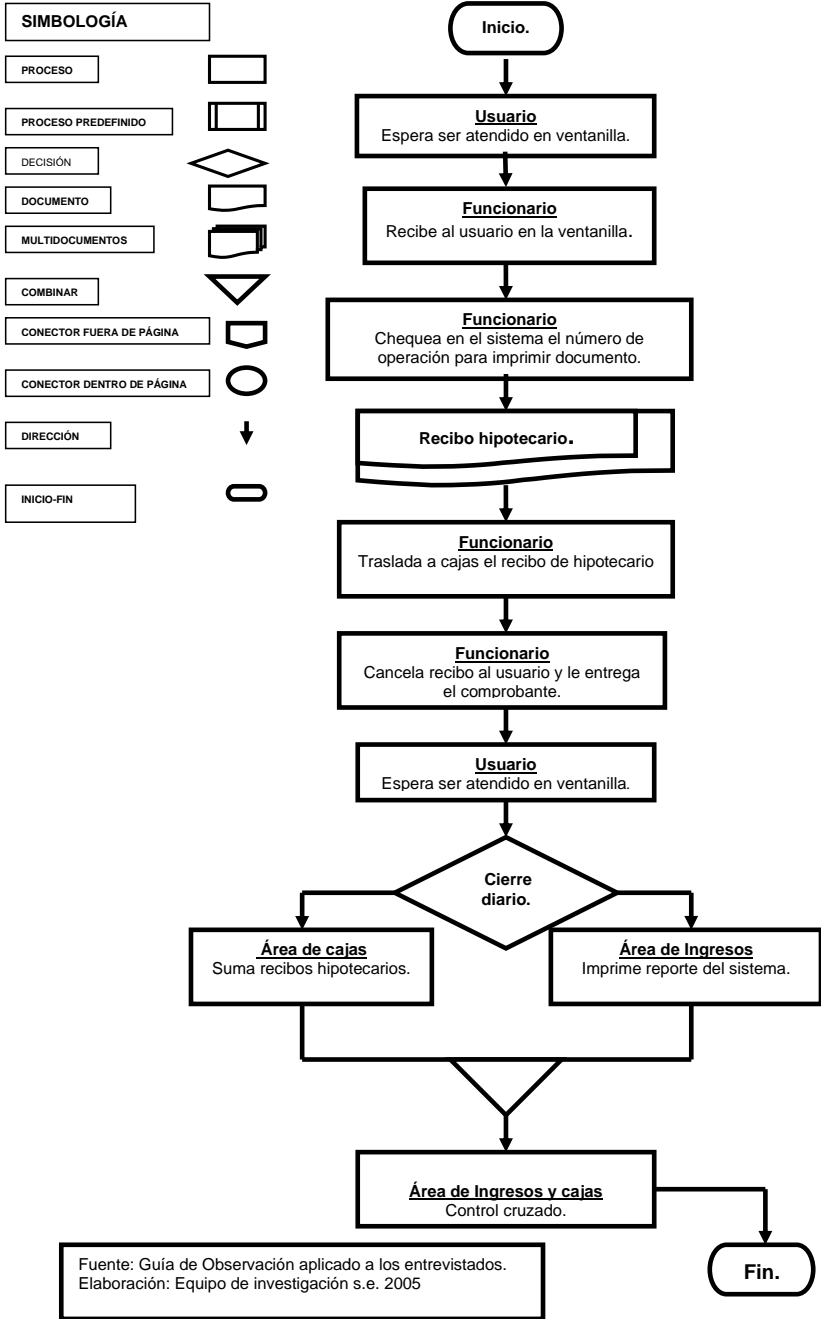 SIMBOLOGÍA
PROCESO
PROCESO PREDEFINIDO
DECISIÓN
DOCUMENTO
MULTIDOCUMENTOS
COMBINAR
CONECTOR FUERA DE PÁGINA
CONECTOR DENTRO DE PÁGINA
DIRECCIÓN
INICIO-FIN
Inicio.
Usuario
Espera ser atendido en ventanilla.
Funcionario
Recibe al usuario en la ventanilla.
Funcionario
Chequea en el sistema el número de
operación para imprimir documento.
Recibo hipotecario.
Funcionario
Traslada a cajas el recibo de hipotecario
Funcionario
Cancela recibo al usuario y le entrega
el comprobante.
Usuario
Espera ser atendido en ventanilla.
Cierre
diario.
Área de cajas
Suma recibos hipotecarios.
Área de Ingresos
Imprime reporte del sistema.
Área de Ingresos y cajas
Control cruzado.
Fin.
Fuente: Guía de Observación aplicado a los entrevistados.
Elaboración: Equipo de investigación s.e. 2005